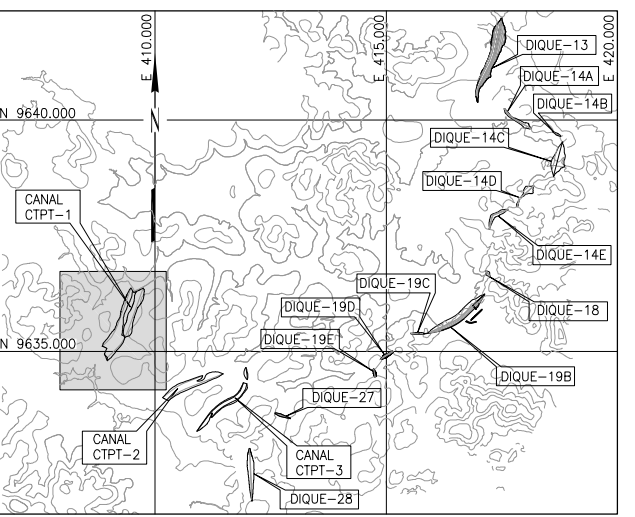 E 410.000
E 415.000
E 420.000
DIQUE-13
DIQUE-14A
DIQUE-14B
N 9640.000
N
DIQUE-14C
DIQUE-14D
CANAL
CTPT-1
DIQUE-14E
DIQUE-19C
DIQUE-19D
DIQUE-18
DIQUE-19E
N 9635.000
DIQUE-19B
DIQUE-27
CANAL
CTPT-2
CANAL
CTPT-3
DIQUE-28